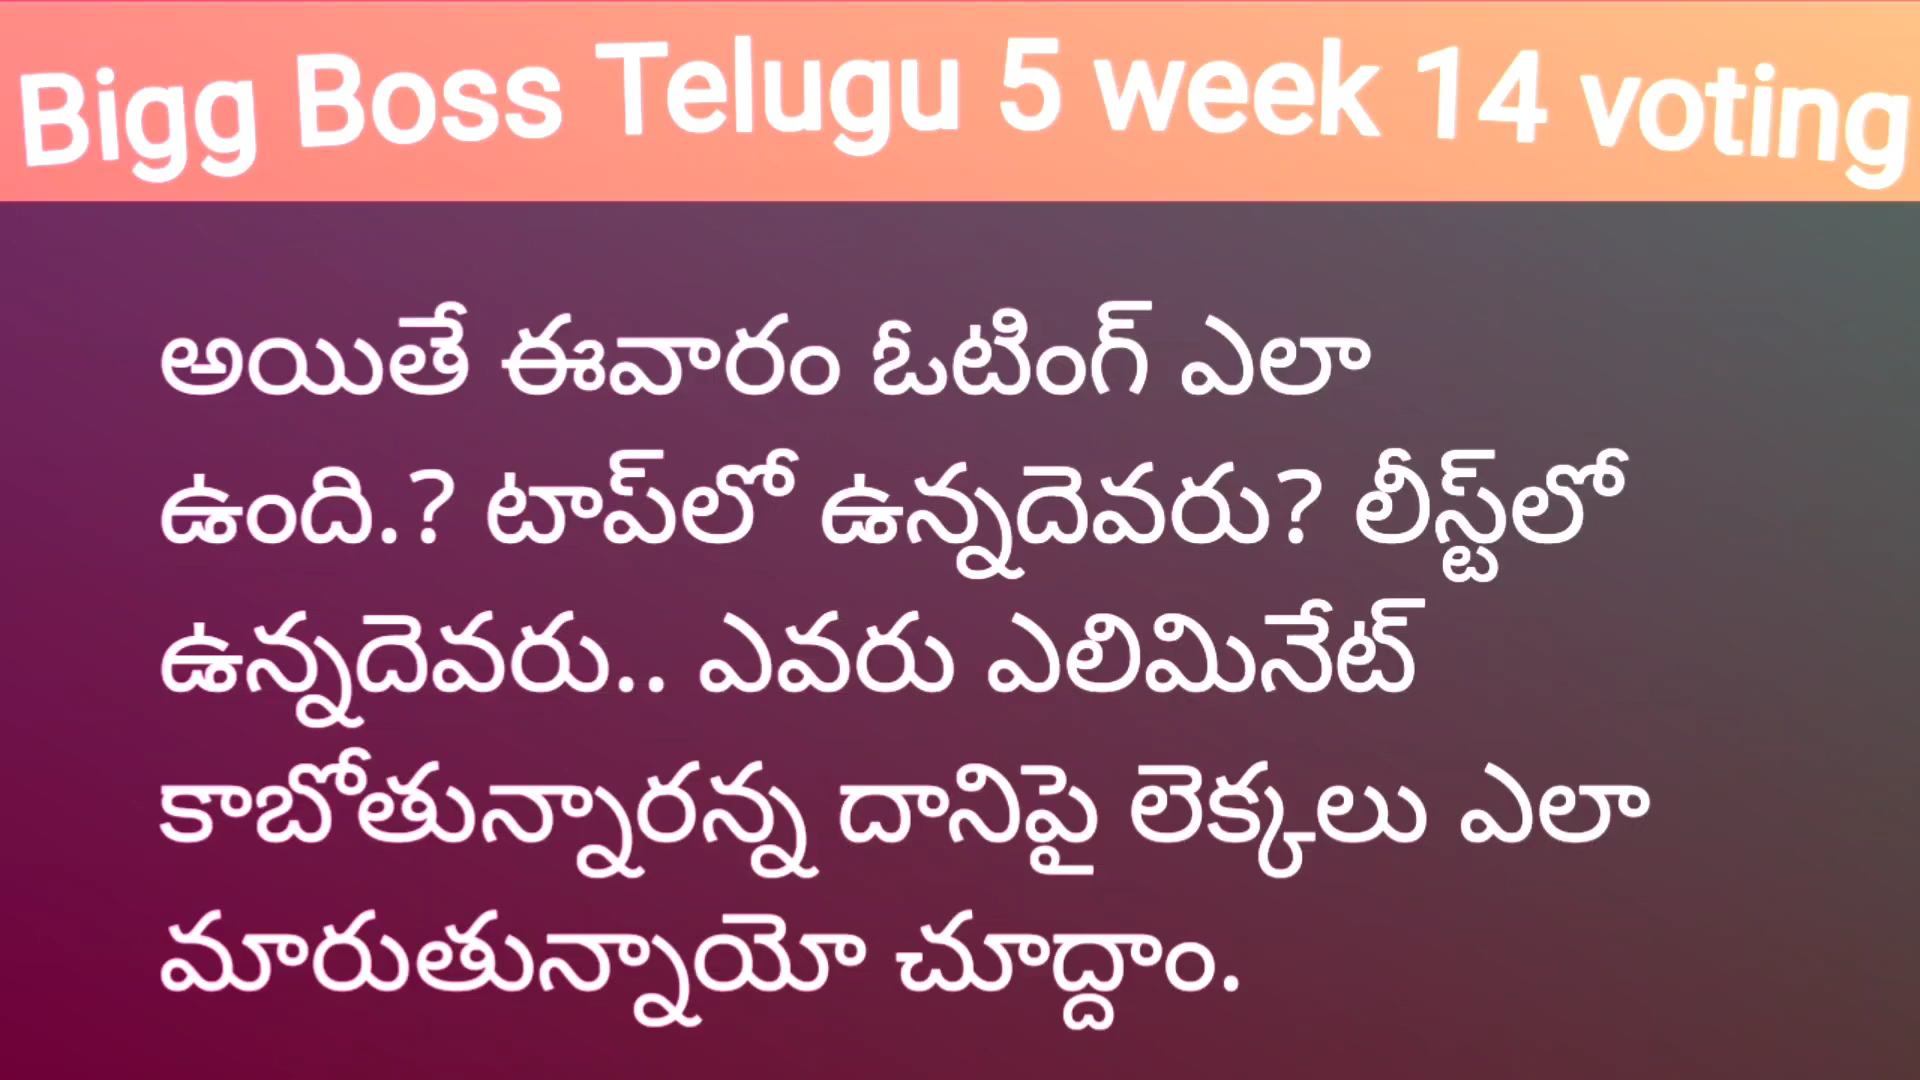 Bigg Boss Telugu 5 week 14 voting
అయితే ఈవారం ఓటింగ్ ఎలా
ఉంది.? టాప్‌లో ఉన్నదెవరు? లీస్ట్‌లో
ఉన్నదెవరు.. ఎవరు ఎలిమినేట్
కాబోతున్నారన్న దానిపై లెక్కలు ఎలా
మారుతున్నాయో చూద్దాం.